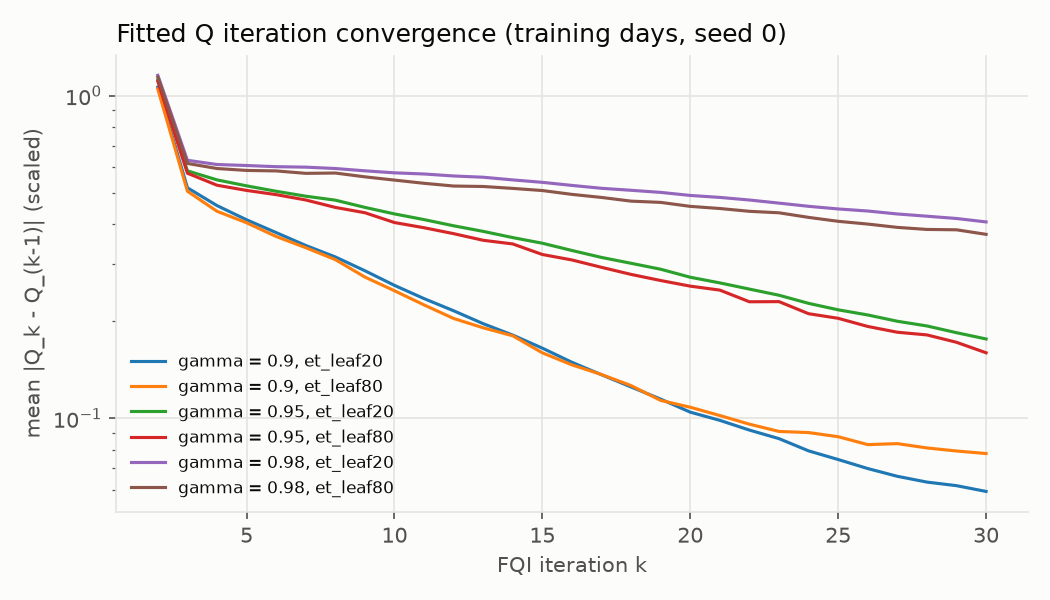 Fitted Q iteration convergence (training days, seed 0)
mean |Q_k - Q_(k-1)| (scaled)
10⁰
10⁻¹
gamma = 0.9, et_leaf20
gamma = 0.9, et_leaf80
gamma = 0.95, et_leaf20
gamma = 0.95, et_leaf80
gamma = 0.98, et_leaf20
gamma = 0.98, et_leaf80
5 10 15 20 25 30
FQI iteration k